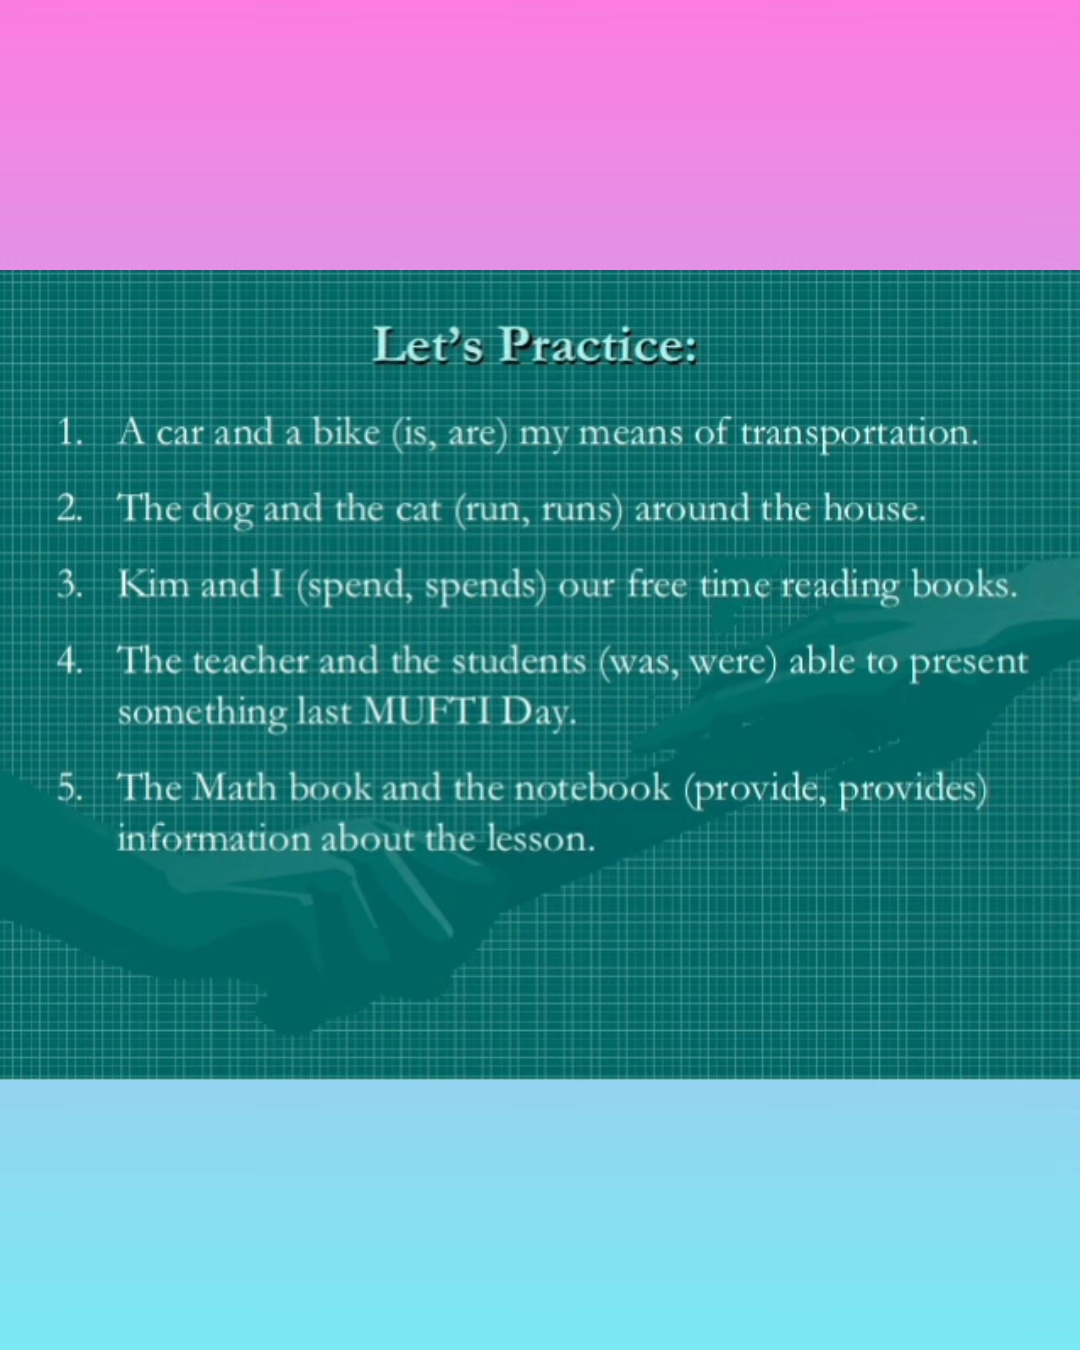 Let's Practice:
1. A car and a bike (is, are) my means of transportation.
2. The dog and the cat (run, runs) around the house.
3. Kim and I (spend, spends) our free time reading books.
4. The teacher and the students (was, were) able to present
something last MUFTI Day.
5. The Math book and the notebook (provide, provides)
information about the lesson.